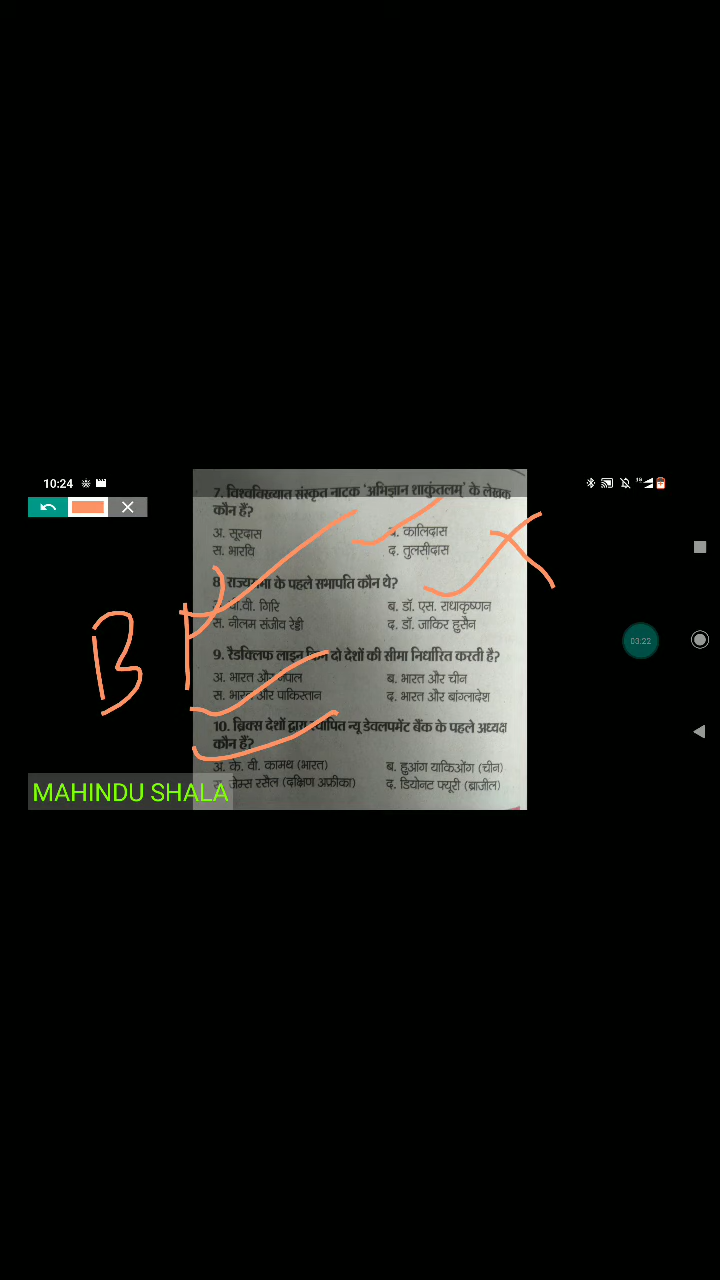 10:24
7. विश्वविख्यात संस्कृत नाटक 'अभिज्ञान शाकुंतलम्' के लेखक
कौन हैं?
अ. सूरदास ब. कालिदास
स. भारवि द. तुलसीदास
8. राज्यसभा के पहले सभापति कौन थे?
वी.वी. गिरि ब. डॉ. एस. राधाकृष्णन
स. नीलम संजीव रेड्डी द. डॉ. जाकिर हुसैन
9. रैडक्लिफ लाइन किन दो देशों की सीमा निर्धारित करती है?
अ. भारत और नेपाल ब. भारत और चीन
स. भारत और पाकिस्तान द. भारत और बांग्लादेश
10. ब्रिक्स देशों द्वारा स्थापित न्यू डेवलपमेंट बैंक के पहले अध्यक्ष
कौन हैं?
अ. के. वी. कामथ (भारत) ब. हुआंग याकिओंग (चीन)
जेम्स रसैल (दक्षिण अफ्रीका) द. डियोनट फ्यूरी (ब्राजील)
B
MAHINDU SHALA
03:22